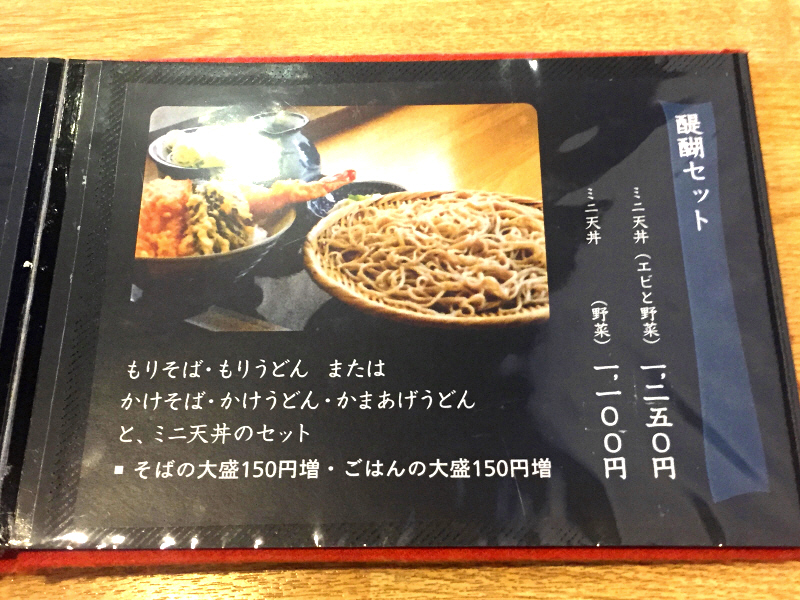 醍醐セット
ミニ天丼(エビと野菜)一,二五〇円
ミニ天丼(野菜)一,一〇〇円
もりそば・もりうどん または
かけそば・かけうどん・かまあげうどん
と、ミニ天丼のセット
■ そばの大盛150円増・ごはんの大盛150円増